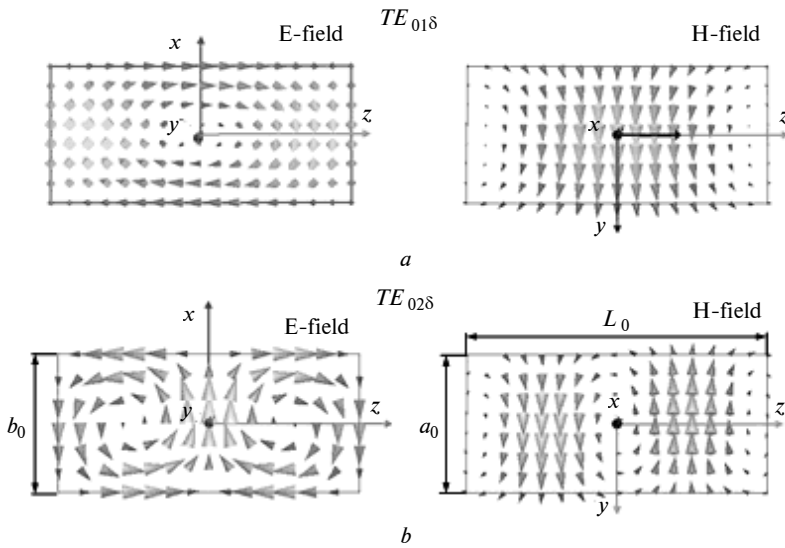 TE01δ
E-field
H-field
x
y
z
x
y
z
a
TE02δ
E-field
H-field
x
y
z
b0
L0
a0
x
y
z
b